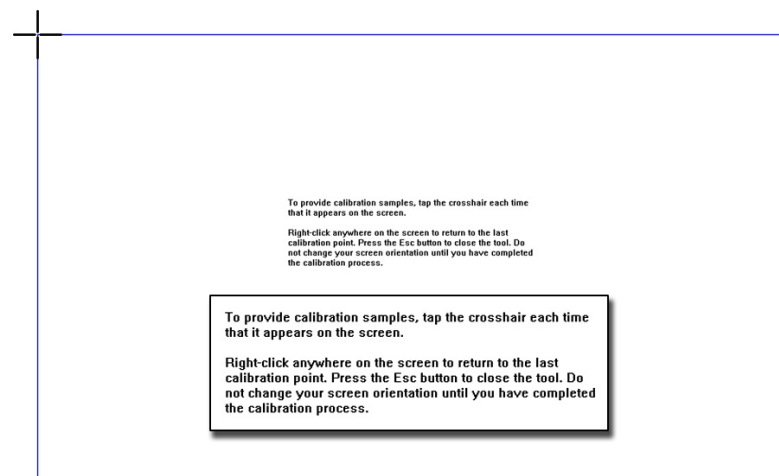 To provide calibration samples, tap the crosshair each time
that it appears on the screen.
Right-click anywhere on the screen to return to the last
calibration point. Press the Esc button to close the tool. Do
not change your screen orientation until you have completed
the calibration process.
To provide calibration samples, tap the crosshair each time
that it appears on the screen.
Right-click anywhere on the screen to return to the last
calibration point. Press the Esc button to close the tool. Do
not change your screen orientation until you have completed
the calibration process.